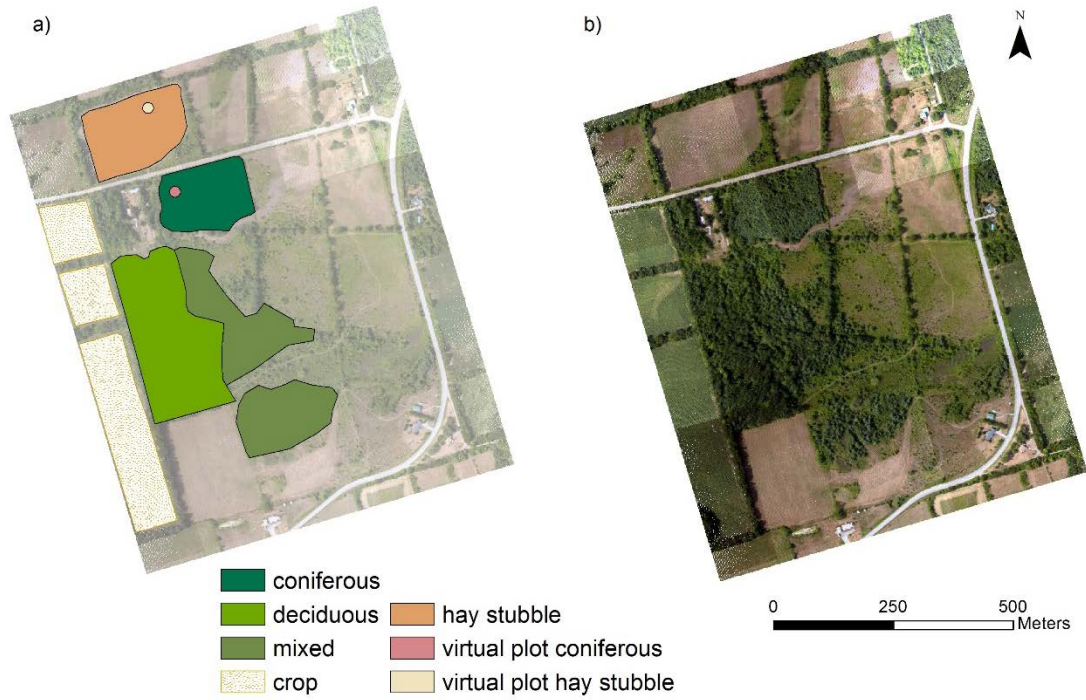 a)
b)
N
coniferous
deciduous
mixed
crop
hay stubble
virtual plot coniferous
virtual plot hay stubble
0 250 500
Meters